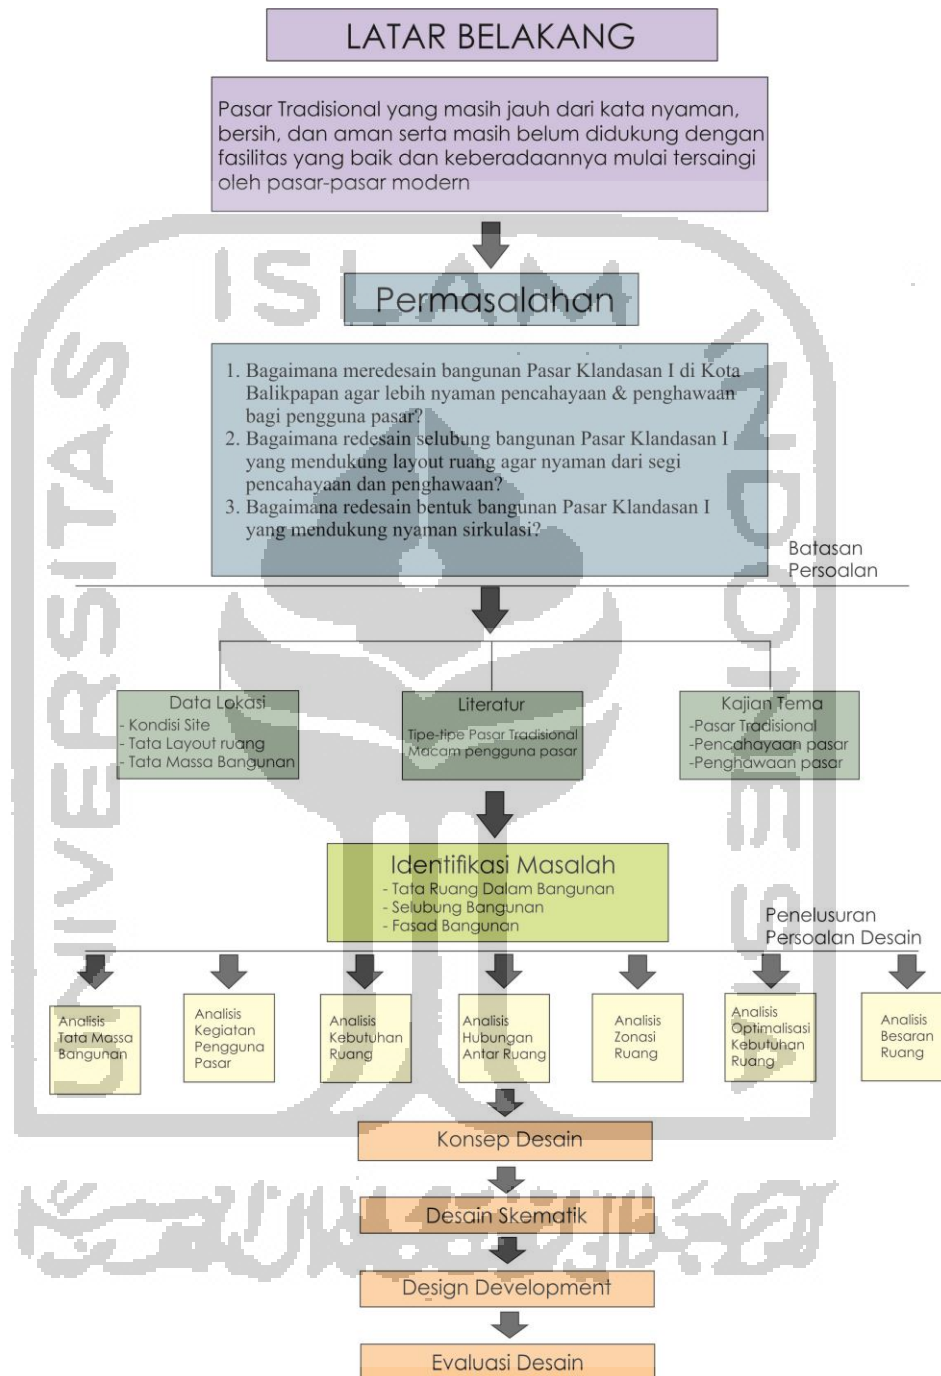 LATAR BELAKANG
Pasar Tradisional yang masih jauh dari kata nyaman,
bersih, dan aman serta masih belum didukung dengan
fasilitas yang baik dan keberadaannya mulai tersaingi
oleh pasar-pasar modern
Permasalahan
1. Bagaimana meredesain bangunan Pasar Klandasan I di Kota
Balikpapan agar lebih nyaman pencahayaan & penghawaan
bagi pengguna pasar?
2. Bagaimana redesain selubung bangunan Pasar Klandasan I
yang mendukung layout ruang agar nyaman dari segi
pencahayaan dan penghawaan?
3. Bagaimana redesain bentuk bangunan Pasar Klandasan I
yang mendukung nyaman sirkulasi?
Batasan
Persoalan
Data Lokasi
- Kondisi Site
- Tata Layout ruang
- Tata Massa Bangunan
Literatur
Tipe-tipe Pasar Tradisional
Macam pengguna pasar
Kajian Tema
-Pasar Tradisional
-Pencahayaan pasar
-Penghawaan pasar
Identifikasi Masalah
- Tata Ruang Dalam Bangunan
- Selubung Bangunan
- Fasad Bangunan
Penelusuran
Persoalan Desain
Analisis
Tata Massa
Bangunan
Analisis
Kegiatan
Pengguna
Pasar
Analisis
Kebutuhan
Ruang
Analisis
Hubungan
Antar Ruang
Analisis
Zonasi
Ruang
Analisis
Optimalisasi
Kebutuhan
Ruang
Analisis
Besaran
Ruang
Konsep Desain
Desain Skematik
Design Development
Evaluasi Desain
UNIVERSITAS
ISLAM
INDONESIA